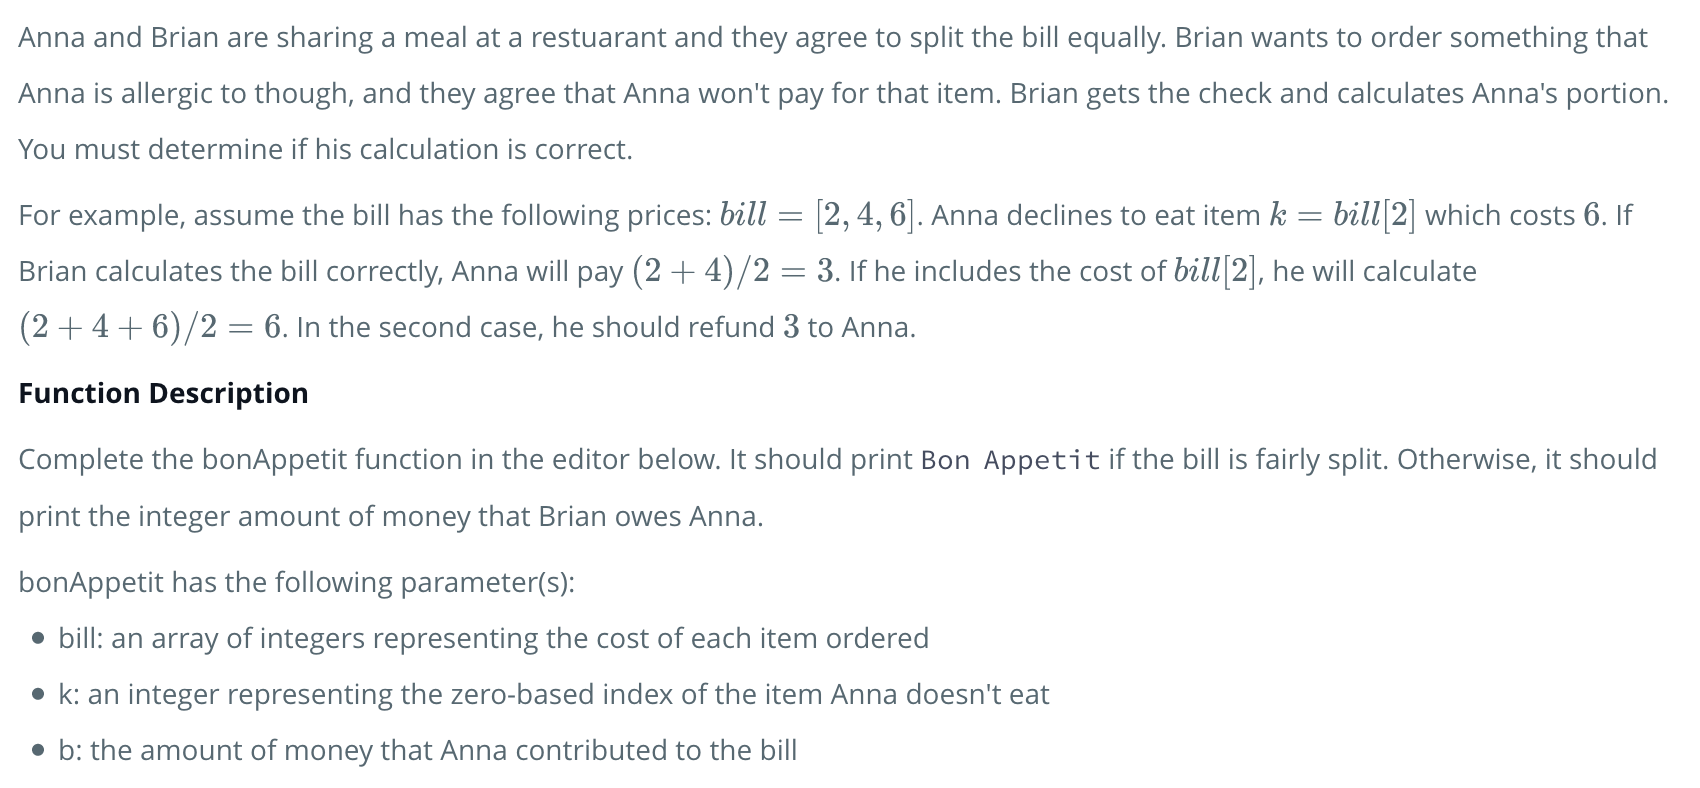 Anna and Brian are sharing a meal at a restuarant and they agree to split the bill equally. Brian wants to order something that
Anna is allergic to though, and they agree that Anna won't pay for that item. Brian gets the check and calculates Anna's portion.
You must determine if his calculation is correct.
For example, assume the bill has the following prices: bill = [2, 4, 6]. Anna declines to eat item k = bill[2] which costs 6. If
Brian calculates the bill correctly, Anna will pay (2 + 4)/2 = 3. If he includes the cost of bill[2], he will calculate
(2 + 4 + 6)/2 = 6. In the second case, he should refund 3 to Anna.
Function Description
Complete the bonAppetit function in the editor below. It should print Bon Appetit if the bill is fairly split. Otherwise, it should
print the integer amount of money that Brian owes Anna.
bonAppetit has the following parameter(s):
• bill: an array of integers representing the cost of each item ordered
• k: an integer representing the zero-based index of the item Anna doesn't eat
• b: the amount of money that Anna contributed to the bill